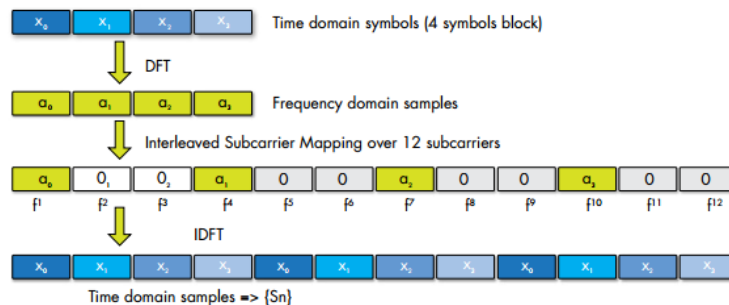 X₀ X₁ X₂ X₃ Time domain symbols (4 symbols block)
DFT
a₀ a₁ a₂ a₃ Frequency domain samples
Interleaved Subcarrier Mapping over 12 subcarriers
a₀ 0₁ 0₂ a₁ 0 0 a₂ 0 0 a₃ 0 0
f¹ f² f³ f⁴ f⁵ f⁶ f⁷ f⁸ f⁹ f¹⁰ f¹¹ f¹²
IDFT
X₀ X₁ X₂ X₃ X₀ X₁ X₂ X₃ X₀ X₁ X₂ X₃
Time domain samples => {Sn}